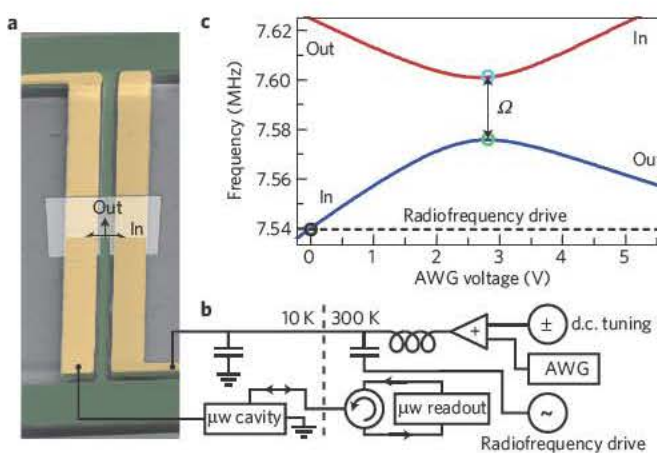 a
Out
In
c
7.62
7.60
7.58
7.56
7.54
Frequency (MHz)
Out
In
Ω
In
Out
Radiofrequency drive
0 1 2 3 4 5
AWG voltage (V)
b
10 K 300 K
+
± d.c. tuning
AWG
μw cavity
μw readout
~
Radiofrequency drive